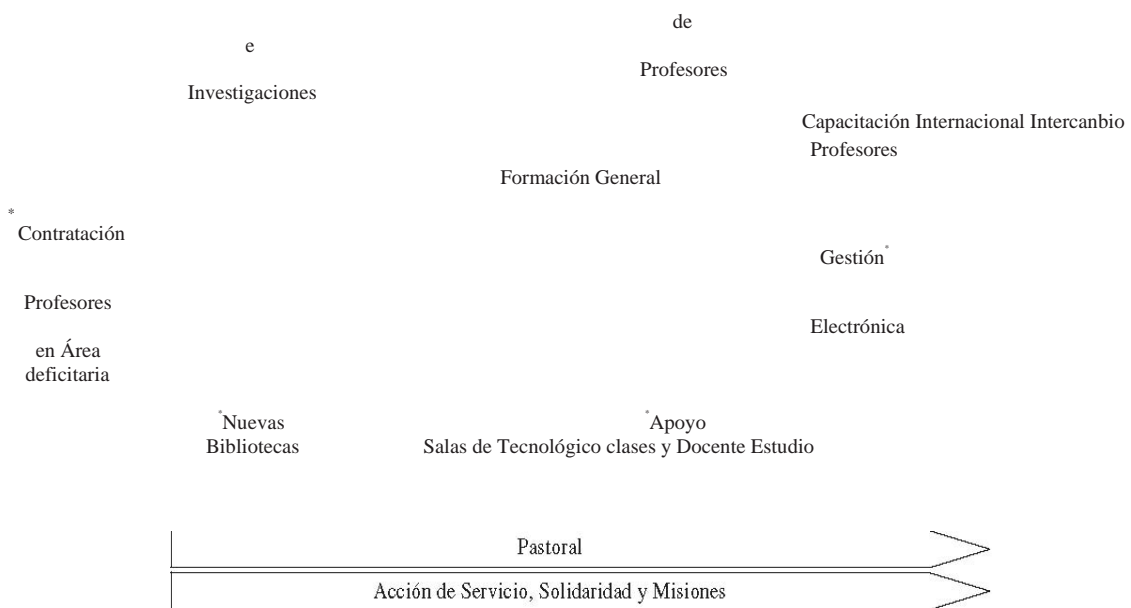 de
e
Profesores
Investigaciones
Capacitación Internacional Intercanbio
Profesores
Formación General
*
Contratación
Gestión*
Profesores
Electrónica
en Área
deficitaria
*Nuevas
*Apoyo
Bibliotecas
Salas de Tecnológico clases y Docente Estudio
Pastoral
Acción de Servicio, Solidaridad y Misiones